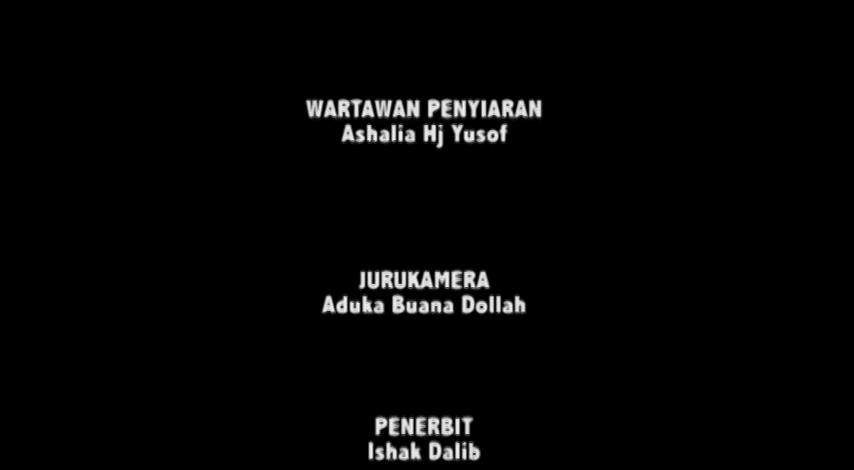 WARTAWAN PENYIARAN
Ashalia Hj Yusof
JURUKAMERA
Aduka Buana Dollah
PENERBIT
Ishak Dalib